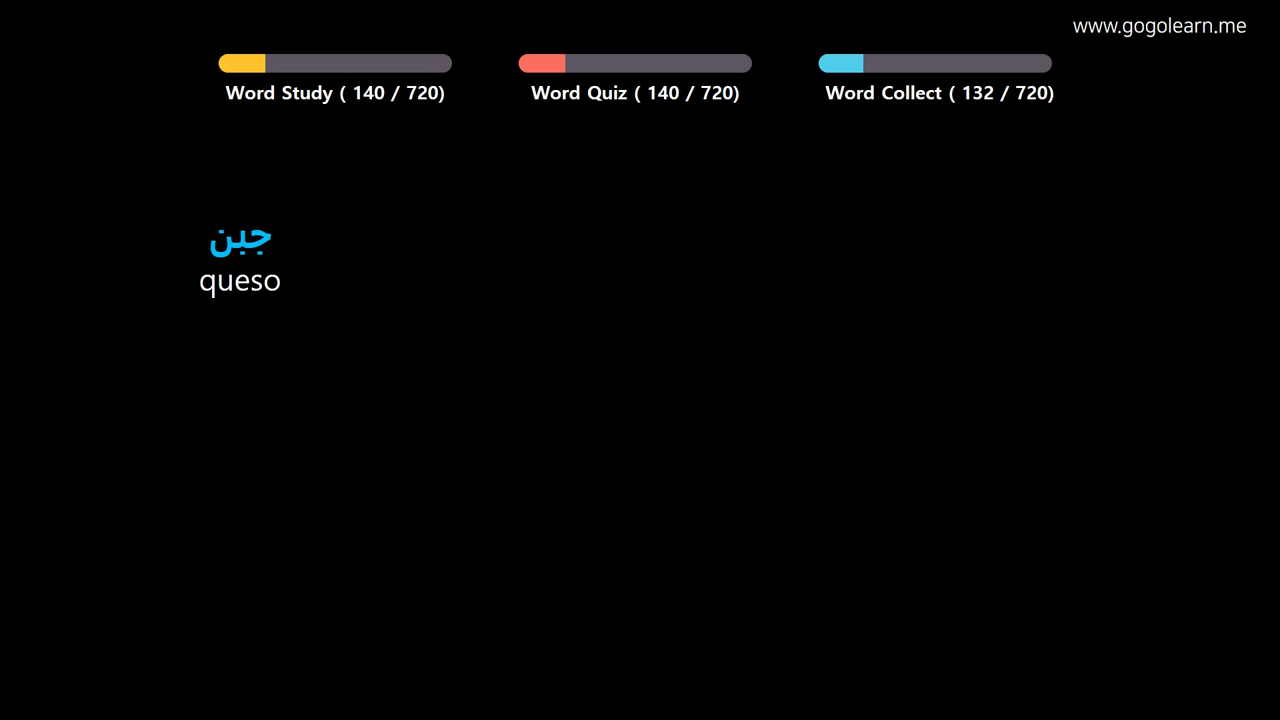 www.gogolearn.me
Word Study ( 140 / 720)
Word Quiz ( 140 / 720)
Word Collect ( 132 / 720)
جبن
queso